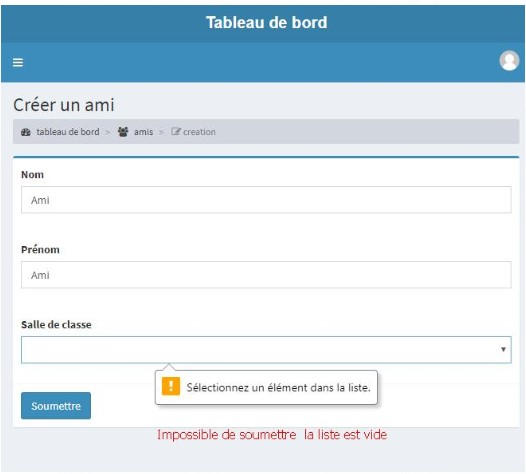 Tableau de bord
Créer un ami
tableau de bord > amis > creation
Nom
Ami
Prénom
Ami
Salle de classe
! Sélectionnez un élément dans la liste.
Soumettre
Impossible de soumettre la liste est vide